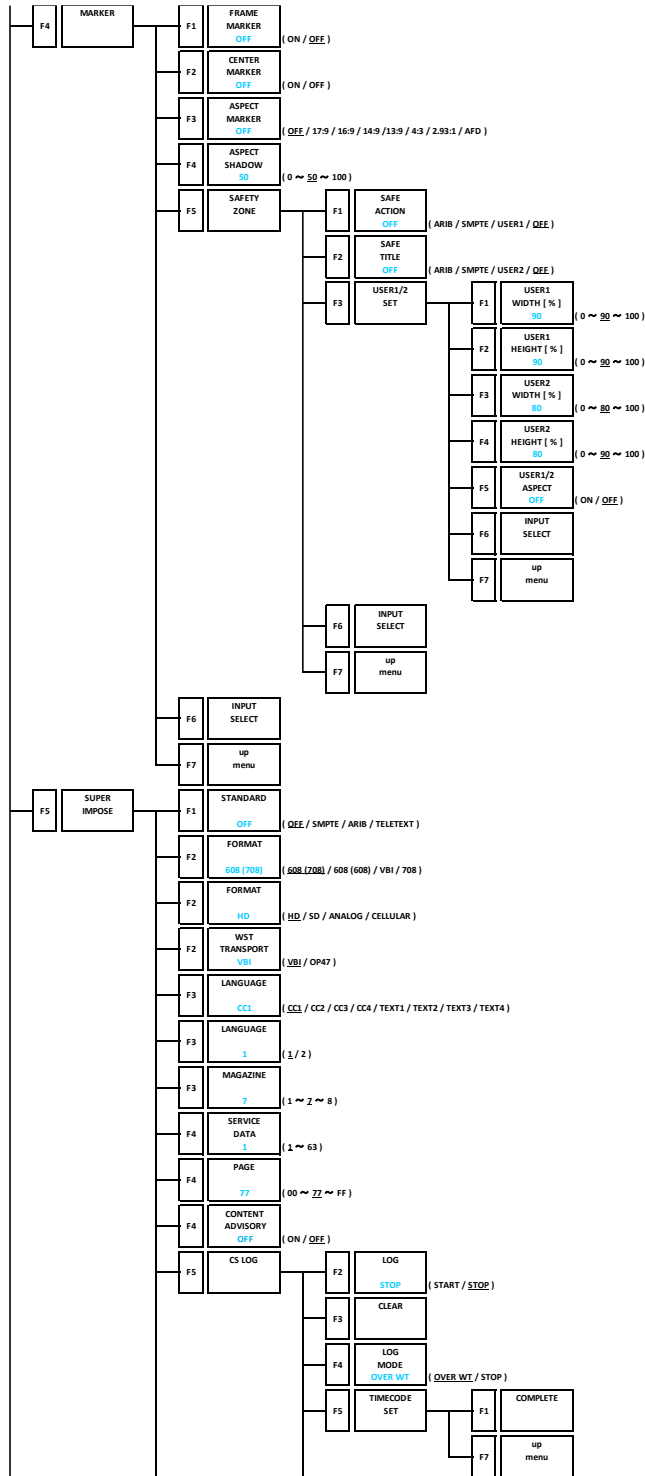 F4
MARKER
F1
FRAME
MARKER
OFF
( ON / OFF )
F2
CENTER
MARKER
OFF
( ON / OFF )
F3
ASPECT
MARKER
OFF
( OFF / 17:9 / 16:9 / 14:9 /13:9 / 4:3 / 2.93:1 / AFD )
F4
ASPECT
SHADOW
50
( 0 ~ 50 ~ 100 )
F5
SAFETY
ZONE
F1
SAFE
ACTION
OFF
( ARIB / SMPTE / USER1 / OFF )
F2
SAFE
TITLE
OFF
( ARIB / SMPTE / USER2 / OFF )
F3
USER1/2
SET
F1
USER1
WIDTH [ % ]
90
( 0 ~ 90 ~ 100 )
F2
USER1
HEIGHT [ % ]
90
( 0 ~ 90 ~ 100 )
F3
USER2
WIDTH [ % ]
80
( 0 ~ 80 ~ 100 )
F4
USER2
HEIGHT [ % ]
80
( 0 ~ 90 ~ 100 )
F5
USER1/2
ASPECT
OFF
( ON / OFF )
F6
INPUT
SELECT
F7
up
menu
F6
INPUT
SELECT
F7
up
menu
F6
INPUT
SELECT
F7
up
menu
F5
SUPER
IMPOSE
F1
STANDARD
OFF
( OFF / SMPTE / ARIB / TELETEXT )
F2
FORMAT
608 (708)
( 608 (708) / 608 (608) / VBI / 708 )
F2
FORMAT
HD
( HD / SD / ANALOG / CELLULAR )
F2
WST
TRANSPORT
VBI
( VBI / OP47 )
F3
LANGUAGE
CC1
( CC1 / CC2 / CC3 / CC4 / TEXT1 / TEXT2 / TEXT3 / TEXT4 )
F3
LANGUAGE
1
( 1 / 2 )
F3
MAGAZINE
7
( 1 ~ 7 ~ 8 )
F4
SERVICE
DATA
1
( 1 ~ 63 )
F4
PAGE
77
( 00 ~ 77 ~ FF )
F4
CONTENT
ADVISORY
OFF
( ON / OFF )
F5
CS LOG
F2
LOG
STOP
( START / STOP )
F3
CLEAR
F4
LOG
MODE
OVER WT
( OVER WT / STOP )
F5
TIMECODE
SET
F1
COMPLETE
F7
up
menu